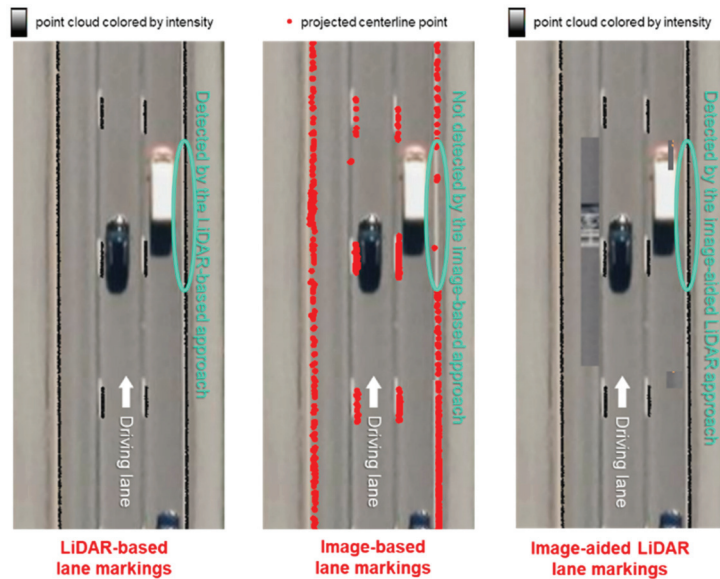 point cloud colored by intensity
projected centerline point
point cloud colored by intensity
Detected by the LiDAR-based approach
Driving lane
Not detected by the image-based approach
Driving lane
Detected by the image-aided LiDAR approach
Driving lane
LiDAR-based
lane markings
Image-based
lane markings
Image-aided LiDAR
lane markings